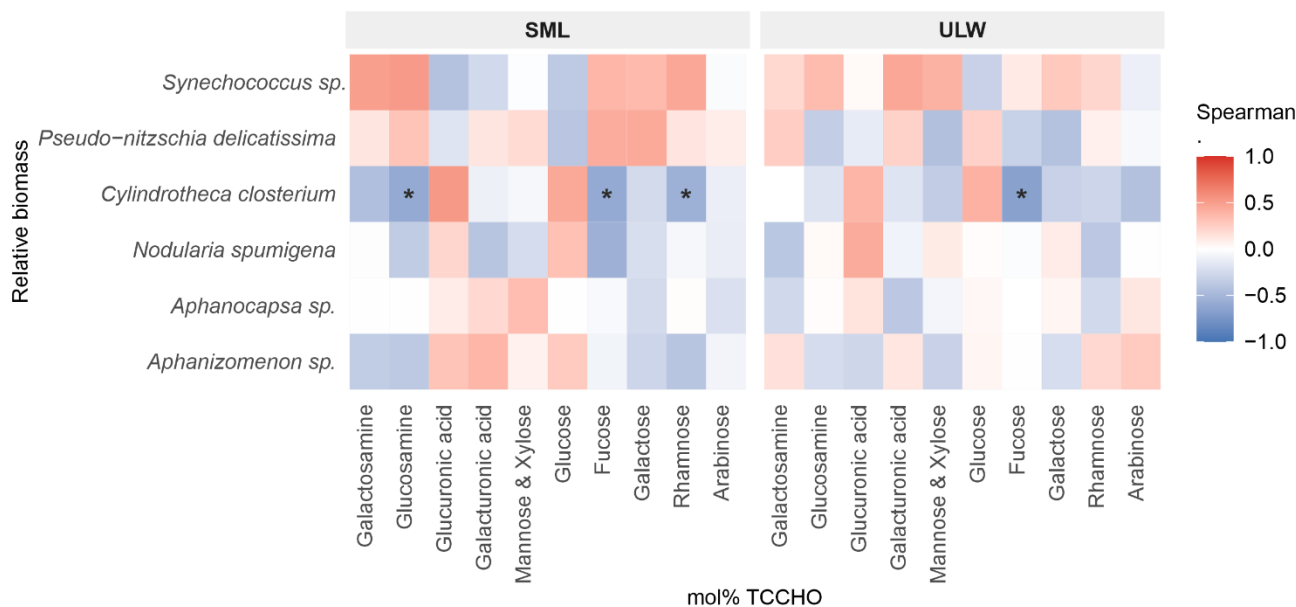 SML
ULW
Relative biomass
Synechococcus sp.
Pseudo−nitzschia delicatissima
Cylindrotheca closterium
Nodularia spumigena
Aphanocapsa sp.
Aphanizomenon sp.
*
*
*
*
Spearman
.
1.0
0.5
0.0
−0.5
−1.0
Galactosamine
Glucosamine
Glucuronic acid
Galacturonic acid
Mannose & Xylose
Glucose
Fucose
Galactose
Rhamnose
Arabinose
Galactosamine
Glucosamine
Glucuronic acid
Galacturonic acid
Mannose & Xylose
Glucose
Fucose
Galactose
Rhamnose
Arabinose
mol% TCCHO